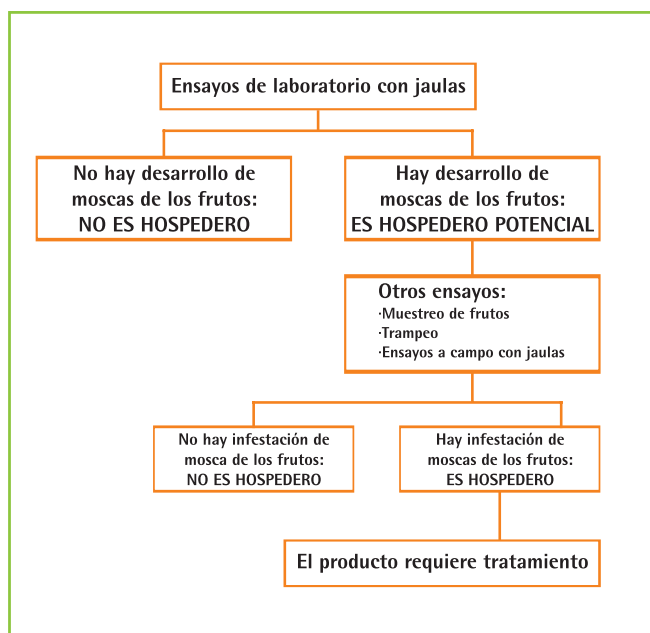 Ensayos de laboratorio con jaulas
No hay desarrollo de
moscas de los frutos:
NO ES HOSPEDERO
Hay desarrollo de
moscas de los frutos:
ES HOSPEDERO POTENCIAL
Otros ensayos:
·Muestreo de frutos
·Trampeo
·Ensayos a campo con jaulas
No hay infestación de
mosca de los frutos:
NO ES HOSPEDERO
Hay infestación de
moscas de los frutos:
ES HOSPEDERO
El producto requiere tratamiento